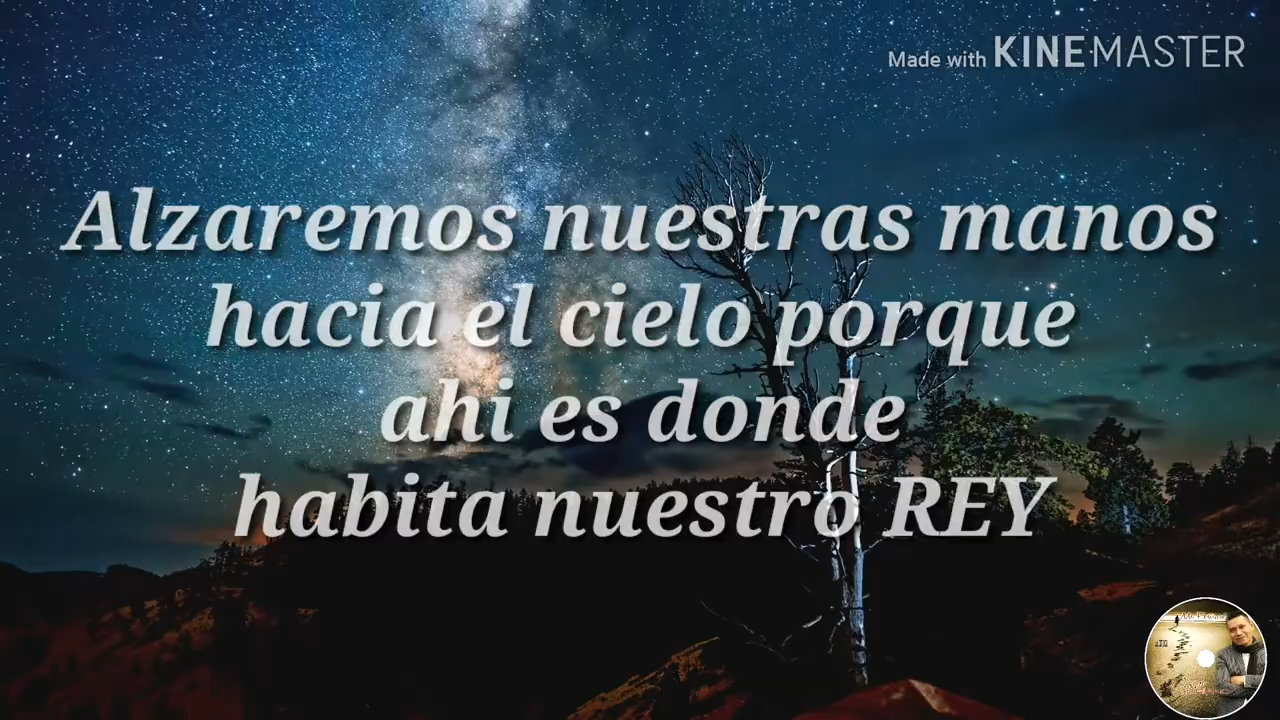 Made with KINEMASTER
Alzaremos nuestras manos
hacia el cielo porque
ahi es donde
habita nuestro REY